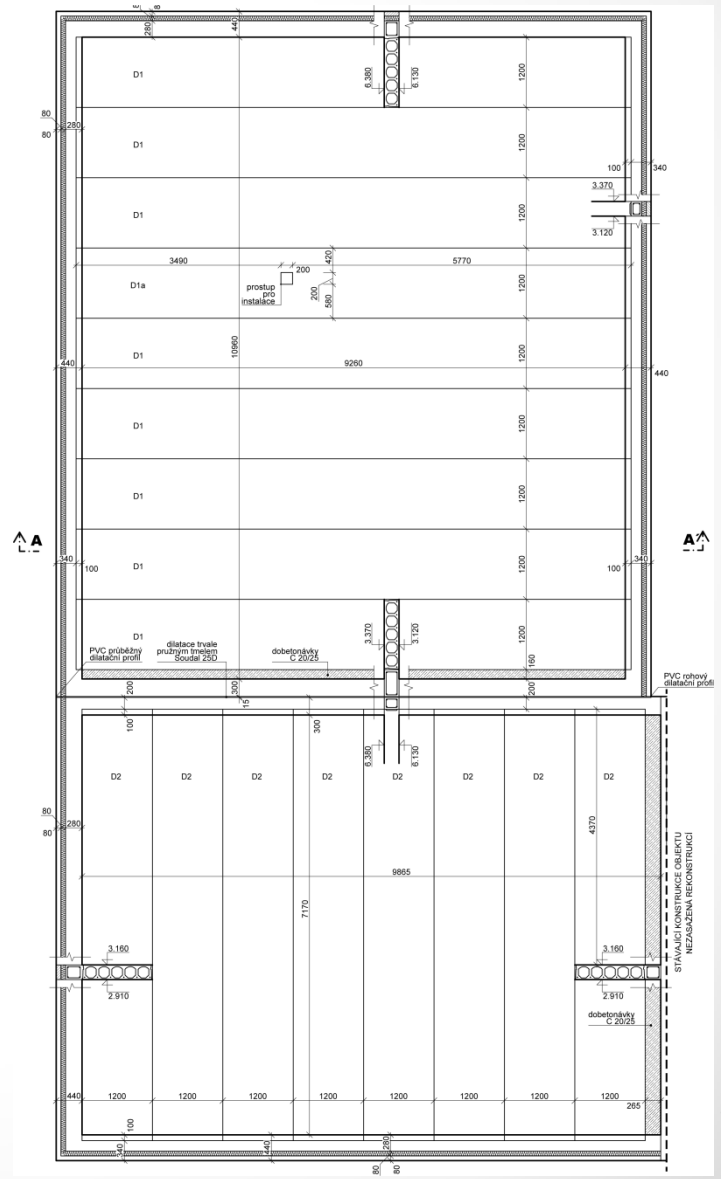 8
280
440
D1
6.380
6.130
1200
80
280
80
D1
1200
100
340
D1
1200
3.370
3.120
3490
200
420
5770
D1a
prostup
pro
instalace
200
580
1200
10960
440
D1
9260
1200
440
D1
1200
D1
1200
A
A'
340
100
D1
1200
100
340
D1
3.370
3.120
1200
PVC průběžný
dilatační profil
dilatace trvale
pružným tmelem
Soudal 25D
dobetonávky
C 20/25
160
PVC rohový
dilatační profil
200
300
15
200
100
300
6.380
6.130
D2
D2
D2
D2
D2
D2
D2
D2
80
280
80
4370
9865
7170
STÁVAJÍCÍ KONSTRUKCE OBJEKTU
NEZASAŽENÁ REKONSTRUKCÍ
3.160
2.910
3.160
2.910
dobetonávky
C 20/25
440
1200
1200
1200
1200
1200
1200
1200
1200
265
100
340
440
280
80
80